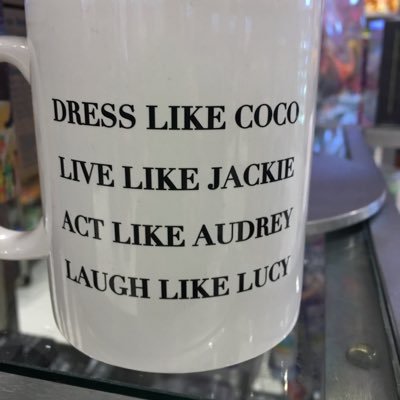 DRESS LIKE COCO
LIVE LIKE JACKIE
ACT LIKE AUDREY
LAUGH LIKE LUCY